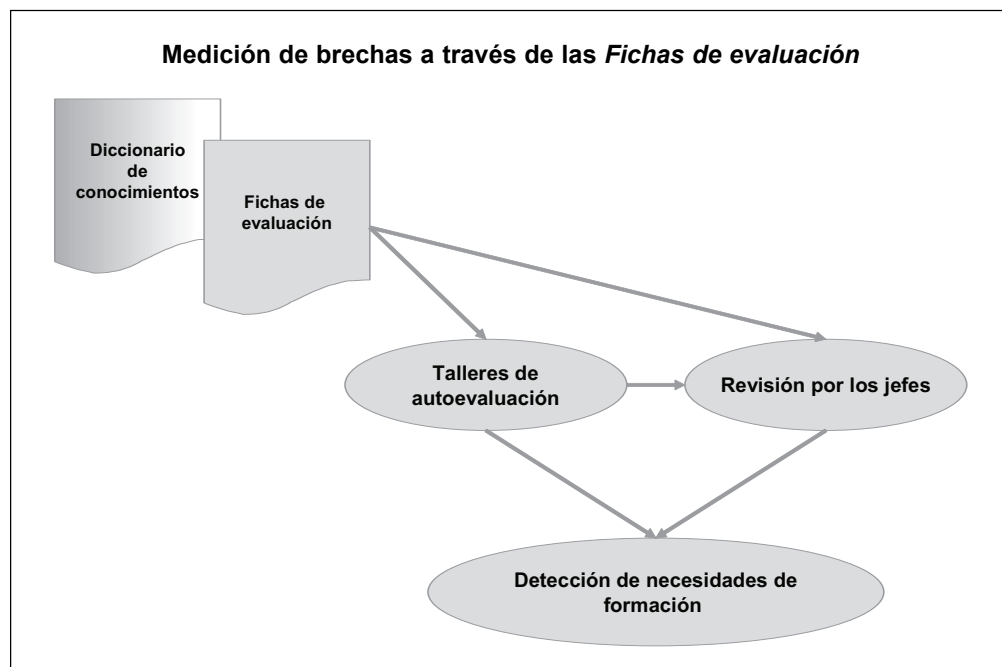 Medición de brechas a través de las Fichas de evaluación
Diccionario
de
conocimientos
Fichas de
evaluación
Talleres de
autoevaluación
Revisión por los jefes
Detección de necesidades de
formación